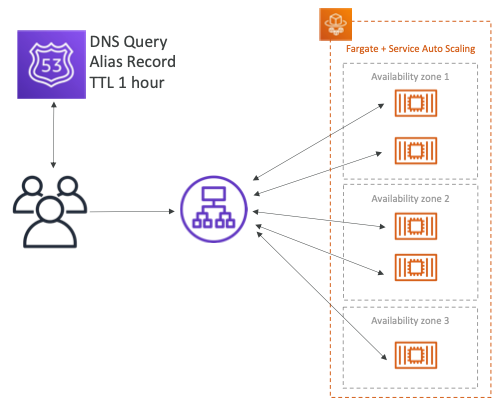 53
DNS Query
Alias Record
TTL 1 hour
Fargate + Service Auto Scaling
Availability zone 1
Availability zone 2
Availability zone 3